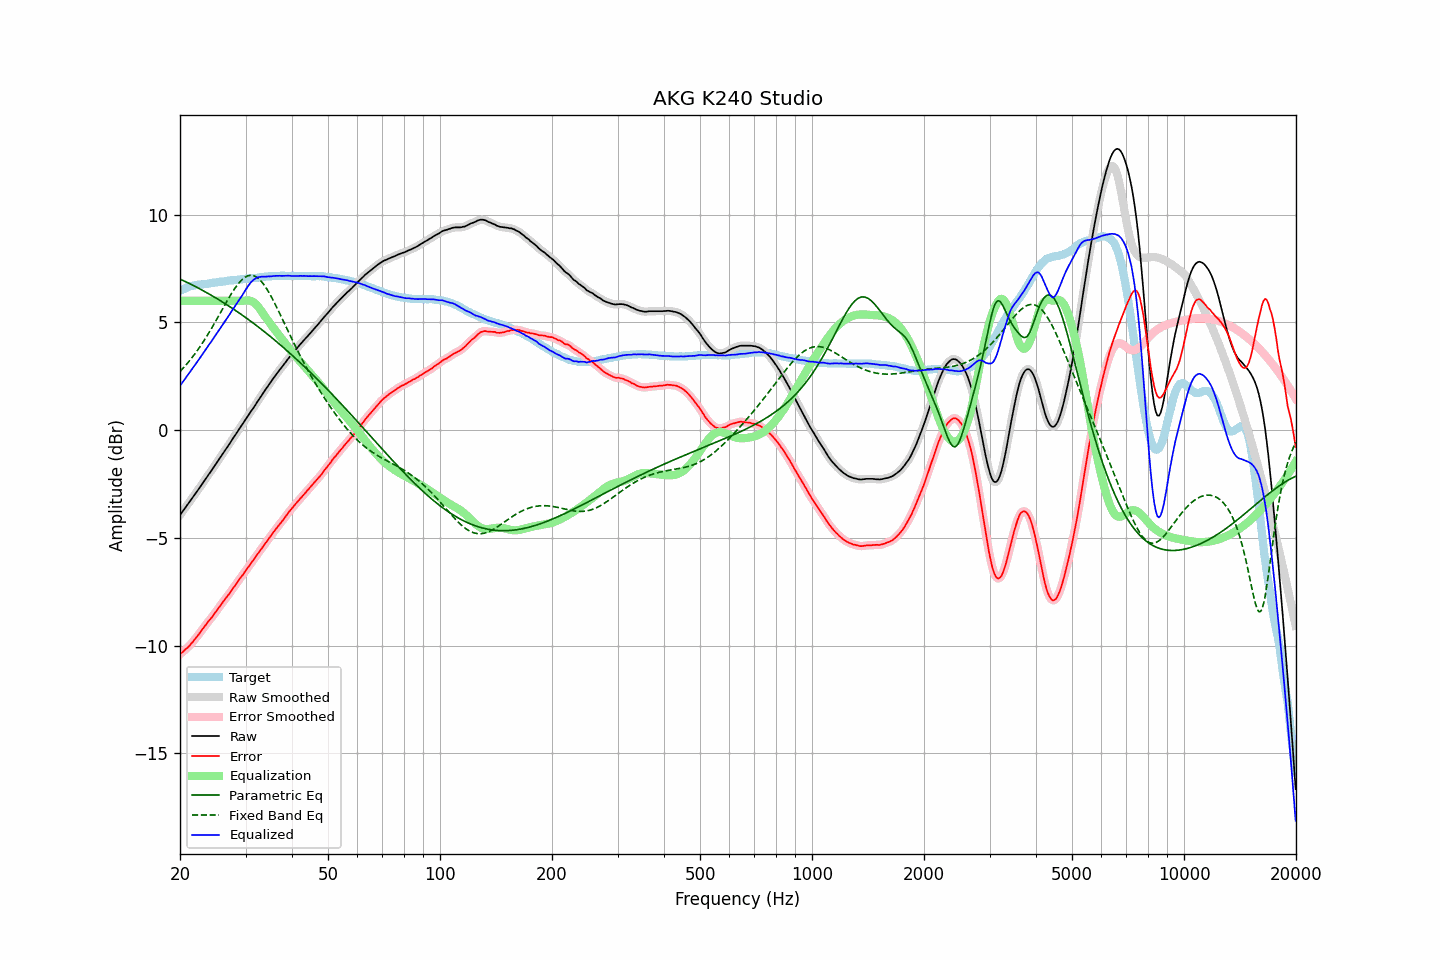 AKG K240 Studio
Amplitude (dBr)
10
5
0
−5
−10
−15
Target
Raw Smoothed
Error Smoothed
Raw
Error
Equalization
Parametric Eq
Fixed Band Eq
Equalized
20 50 100 200 500 1000 2000 5000 10000 20000
Frequency (Hz)